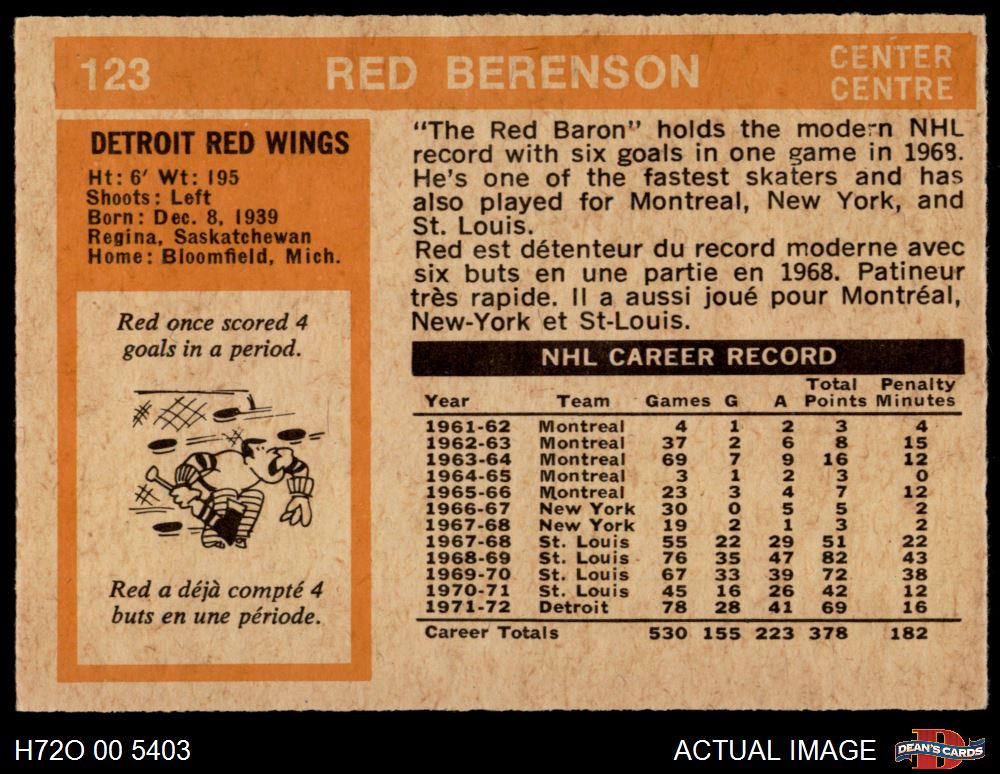 123 RED BERENSON CENTER
CENTRE
DETROIT RED WINGS
Ht: 6' Wt: 195
Shoots: Left
Born: Dec. 8, 1939
Regina, Saskatchewan
Home: Bloomfield, Mich.
Red once scored 4
goals in a period.
Red a déjà compté 4
buts en une période.
"The Red Baron" holds the modern NHL
record with six goals in one game in 1968.
He's one of the fastest skaters and has
also played for Montreal, New York, and
St. Louis.
Red est détenteur du record moderne avec
six buts en une partie en 1968. Patineur
très rapide. Il a aussi joué pour Montréal,
New-York et St-Louis.
NHL CAREER RECORD
Total Penalty
Year Team Games G A Points Minutes
1961-62 Montreal 4 1 2 3 4
1962-63 Montreal 37 2 6 8 15
1963-64 Montreal 69 7 9 16 12
1964-65 Montreal 3 1 2 3 0
1965-66 Montreal 23 3 4 7 12
1966-67 New York 30 0 5 5 2
1967-68 New York 19 2 1 3 2
1967-68 St. Louis 55 22 29 51 22
1968-69 St. Louis 76 35 47 82 43
1969-70 St. Louis 67 33 39 72 38
1970-71 St. Louis 45 16 26 42 12
1971-72 Detroit 78 28 41 69 16
Career Totals 530 155 223 378 182
H72O 00 5403
ACTUAL IMAGE
D
DEAN'S CARDS